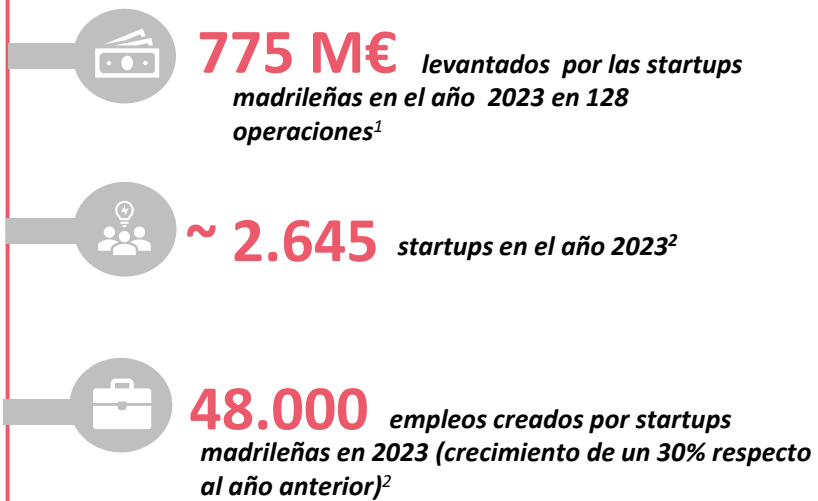 775 M€ levantados por las startups
madrileñas en el año 2023 en 128
operaciones¹
~ 2.645 startups en el año 2023²
48.000 empleos creados por startups
madrileñas en 2023 (crecimiento de un 30% respecto
al año anterior)²